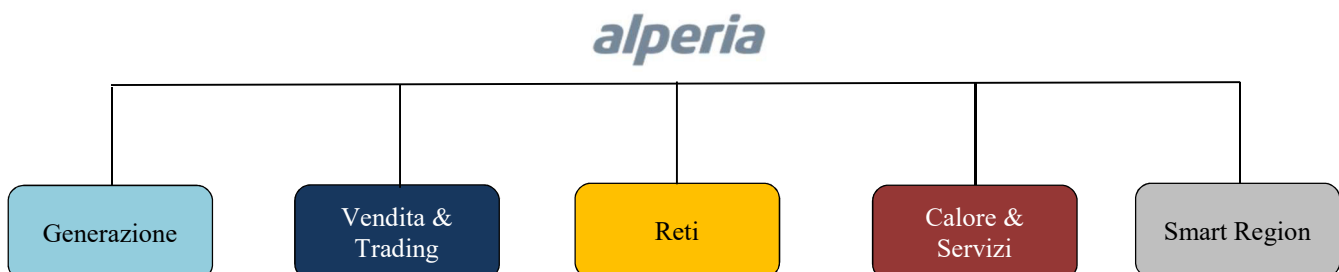 alperia
Generazione
Vendita &
Trading
Reti
Calore &
Servizi
Smart Region